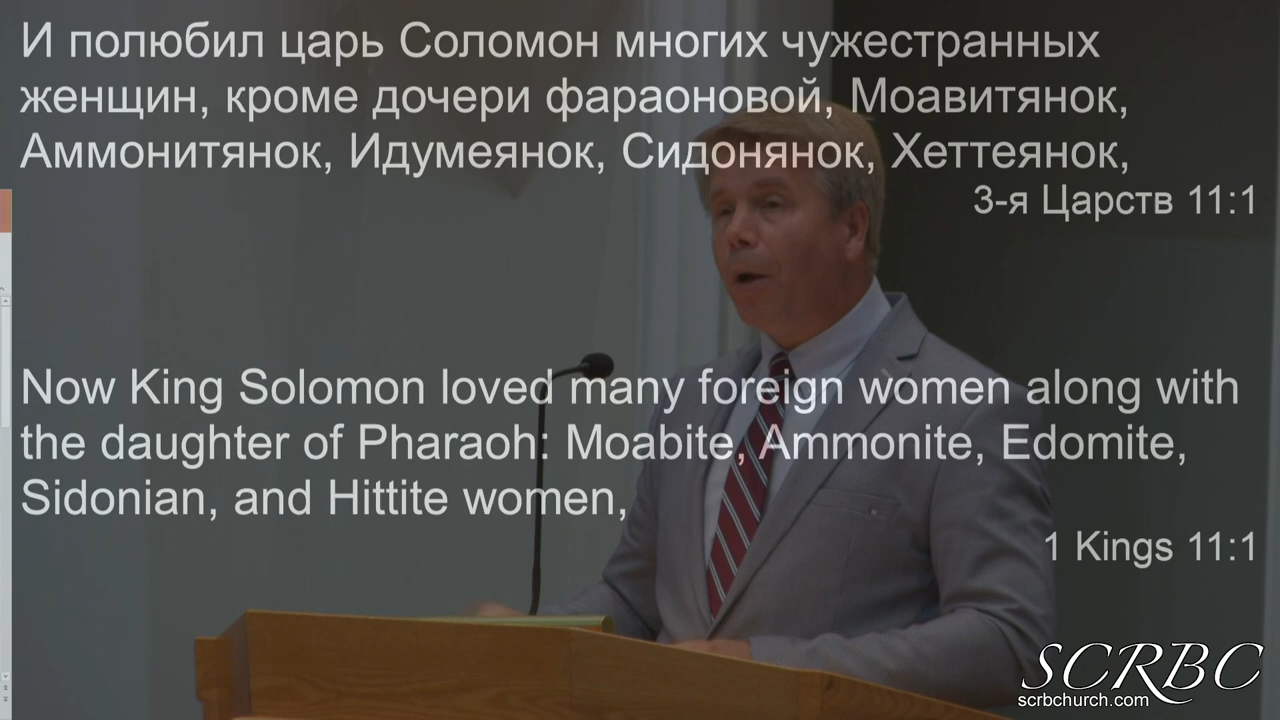 И полюбил царь Соломон многих чужестранных
женщин, кроме дочери фараоновой, Моавитянок,
Аммонитянок, Идумеянок, Сидонянок, Хеттеянок,
3-я Царств 11:1
Now King Solomon loved many foreign women along with
the daughter of Pharaoh: Moabite, Ammonite, Edomite,
Sidonian, and Hittite women,
1 Kings 11:1
SCRBC
scrbchurch.com